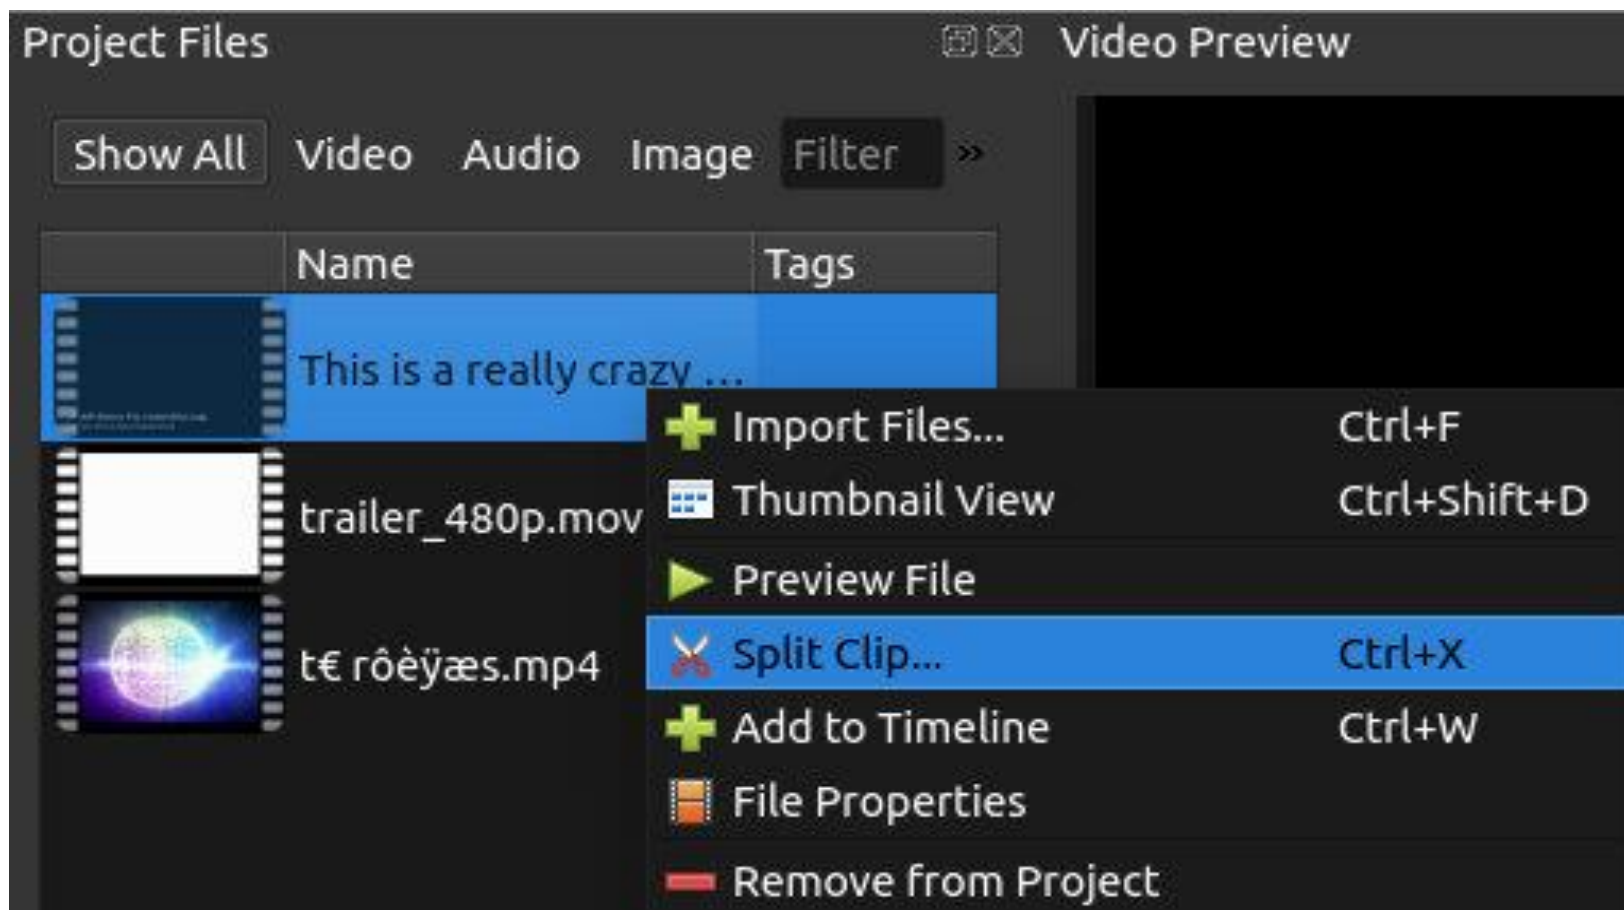 Project Files
Video Preview
Show All Video Audio Image Filter »
Name Tags
This is a really crazy ...
trailer_480p.mov
t€ rôèÿæs.mp4
Import Files... Ctrl+F
Thumbnail View Ctrl+Shift+D
Preview File
Split Clip... Ctrl+X
Add to Timeline Ctrl+W
File Properties
Remove from Project